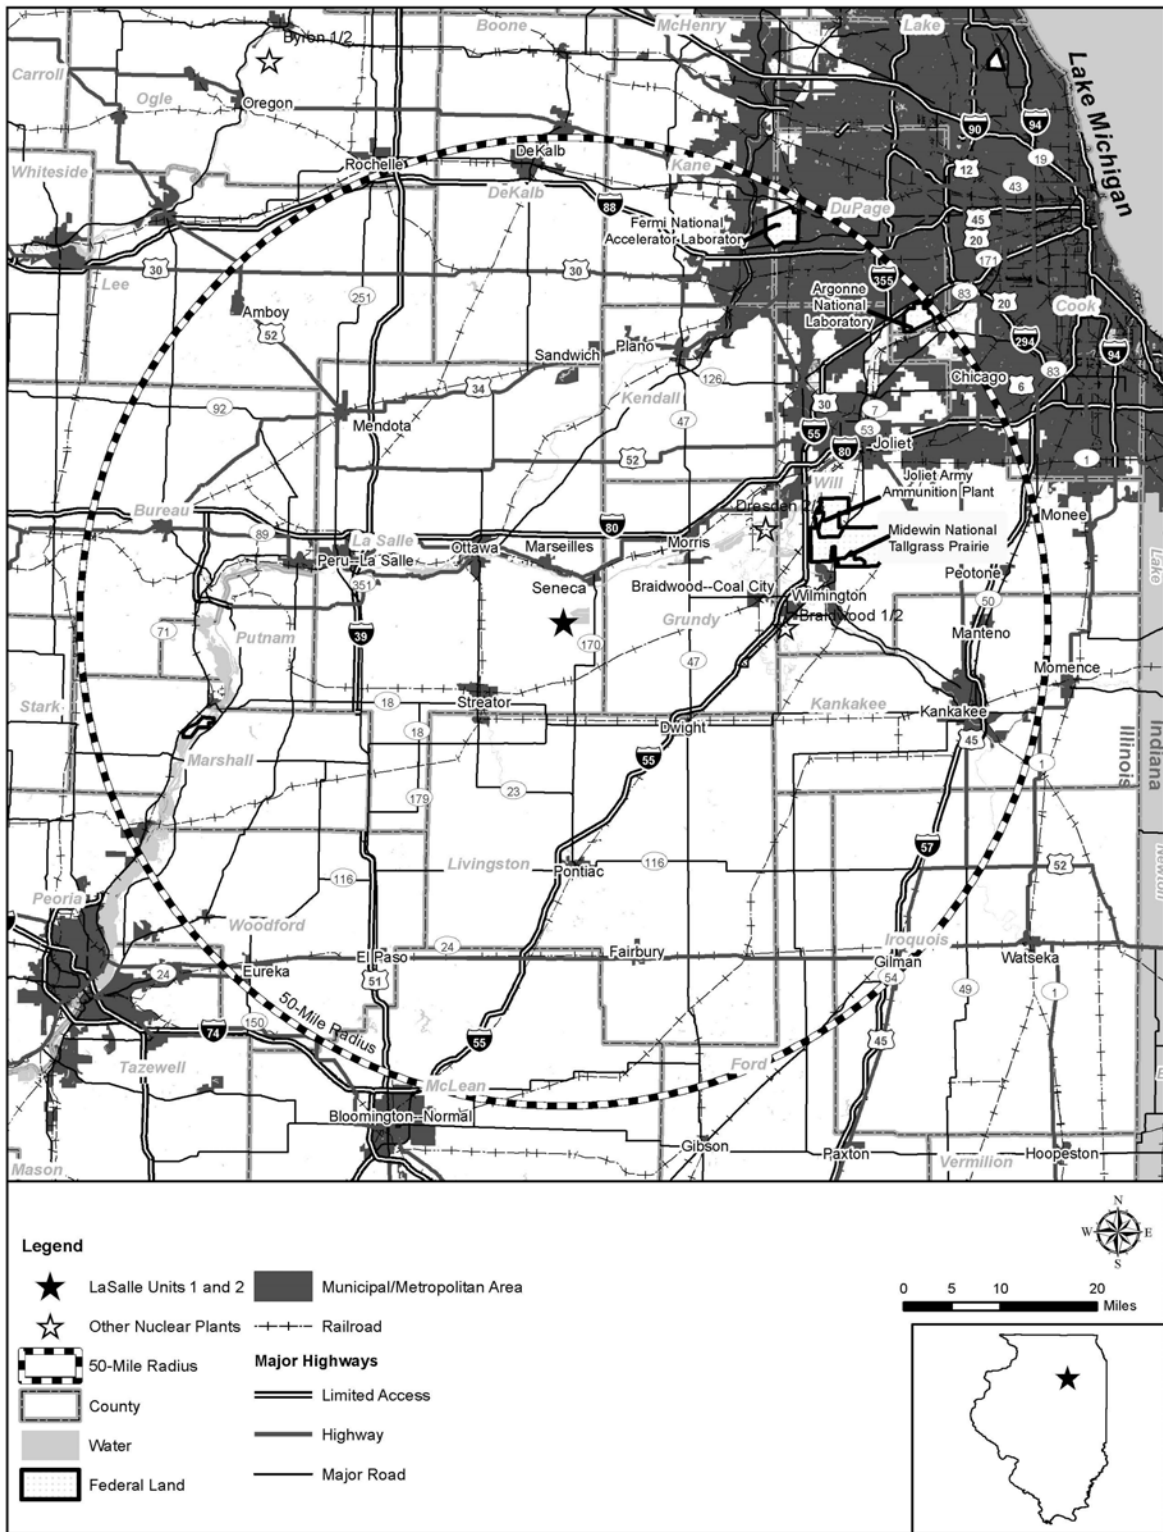 Boone
McHenry
Lake
Byron 1/2
Carroll
Ogle
Oregon
Lake Michigan
90
94
19
Whiteside
Rochelle
DeKalb
Kane
12
43
DeKalb
DuPage
88
Fermi National
Accelerator Laboratory
45
20
171
30
Lee
30
251
355
83
Argonne
National
Laboratory
20
Cook
Amboy
52
294
94
Sandwich
Plano
83
34
126
Chicago
6
92
Kendall
30
7
Mendota
47
55
53
Joliet
52
80
1
Will
Joliet Army
Ammunition Plant
Bureau
Dresden 2/
Monee
89
La Salle
80
Midewin National
Tallgrass Prairie
Ottawa
Marseilles
Morris
Peru--La Salle
Lake
351
Seneca
Braidwood--Coal City
Wilmington
Peotone
50
Braidwood 1/2
71
Putnam
39
170
Grundy
Manteno
47
Momence
Stark
18
Streator
Kankakee
Kankakee
18
Dwight
45
Illinois
Indiana
Marshall
55
1
179
23
57
Livingston
Pontiac
116
52
Newton
116
Peoria
Woodford
24
Iroquois
El Paso
Fairbury
Gilman
Watseka
24
Eureka
51
54
49
1
50-Mile Radius
74
150
55
45
Tazewell
McLean
Ford
Bloomington--Normal
Gibson
Paxton
Hoopeston
Mason
Vermilion
N
W
E
S
Legend
LaSalle Units 1 and 2
Municipal/Metropolitan Area
0 5 10 20
Miles
Other Nuclear Plants
Railroad
50-Mile Radius
Major Highways
Limited Access
County
Highway
Water
Major Road
Federal Land